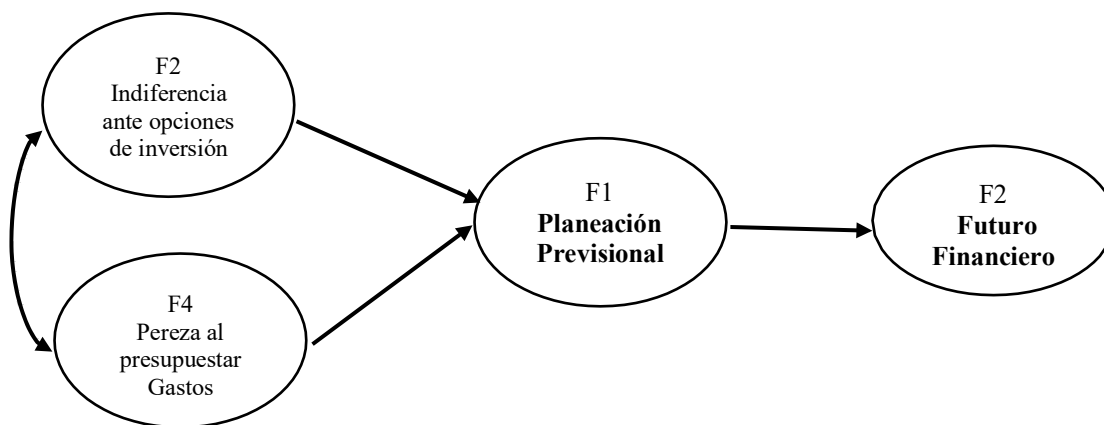 F2
Indiferencia
ante opciones
de inversión
F4
Pereza al
presupuestar
Gastos
F1
Planeación
Previsional
F2
Futuro
Financiero